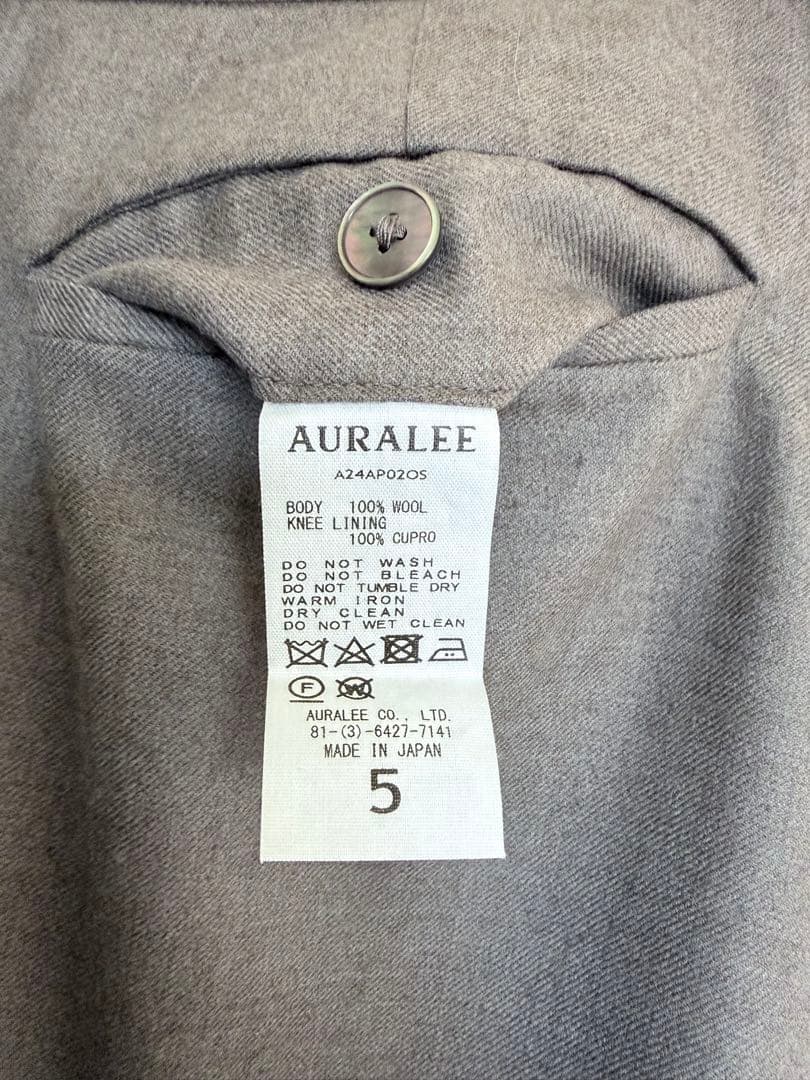 AURALEE
A24AP02OS
BODY 100% WOOL
KNEE LINING
100% CUPRO
DO NOT WASH
DO NOT BLEACH
DO NOT TUMBLE DRY
WARM IRON
DRY CLEAN
DO NOT WET CLEAN
F W
AURALEE CO., LTD.
81-(3)-6427-7141
MADE IN JAPAN
5